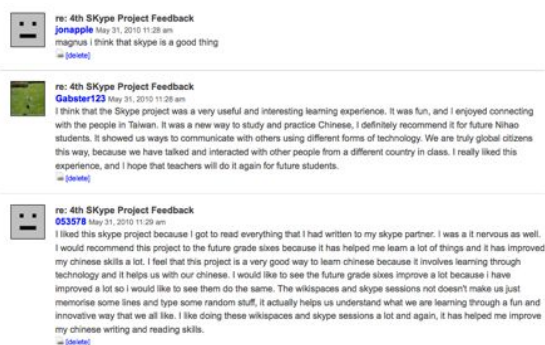 re: 4th SKype Project Feedback
jonapple May 31, 2010 11:28 am
magnus i think that skype is a good thing
[delete]
re: 4th SKype Project Feedback
Gabster123 May 31, 2010 11:28 am
I think that the Skype project was a very useful and interesting learning experience. It was fun, and I enjoyed connecting
with the people in Taiwan. It was a new way to study and practice Chinese, I definitely recommend it for future Nihao
students. It showed us ways to communicate with others using different forms of technology. We are truly global citizens
this way, because we have talked and interacted with other people from a different country in class. I really liked this
experience, and I hope that teachers will do it again for future students.
[delete]
re: 4th SKype Project Feedback
053578 May 31, 2010 11:29 am
I liked this skype project because I got to read everything that I had written to my skype partner. I was a it nervous as well.
I would recommend this project to the future grade sixes because it has helped me learn a lot of things and it has improved
my chinese skills a lot. I feel that this project is a very good way to learn chinese because it involves learning through
technology and it helps us with our chinese. I would like to see the future grade sixes improve a lot because i have
improved a lot so i would like to see them do the same. The wikispaces and skype sessions not doesn't make us just
memorise some lines and type some random stuff, it actually helps us understand what we are learning through a fun and
innovative way that we all like. I like doing these wikispaces and skype sessions a lot and again, it has helped me improve
my chinese writing and reading skills.
[delete]